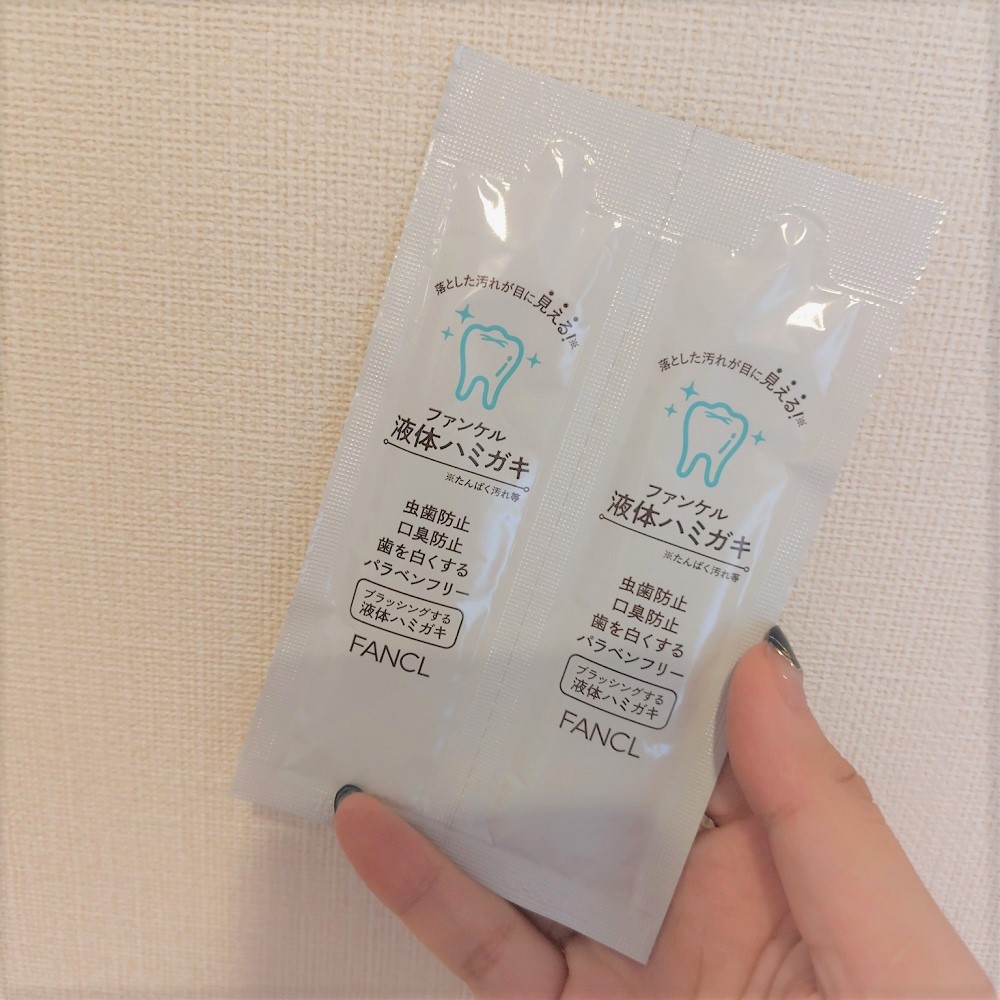 落とした汚れが目に見える!※
ファンケル
液体ハミガキ
※たんぱく汚れ等
虫歯防止
口臭防止
歯を白くする
パラベンフリー
ブラッシングする
液体ハミガキ
FANCL
落とした汚れが目に見える!※
ファンケル
液体ハミガキ
※たんぱく汚れ等
虫歯防止
口臭防止
歯を白くする
パラベンフリー
ブラッシングする
液体ハミガキ
FANCL